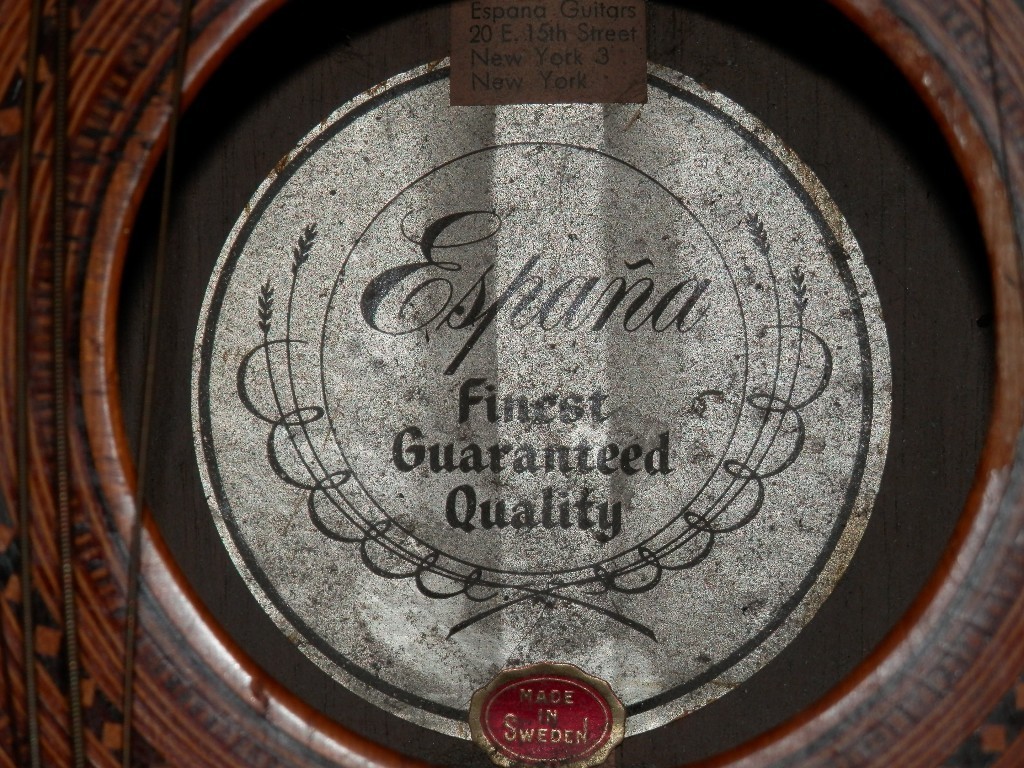 Espana Guitars
20 E. 15th Street
New York 3
New York
España
Finest
Guaranteed
Quality
MADE
IN
SWEDEN